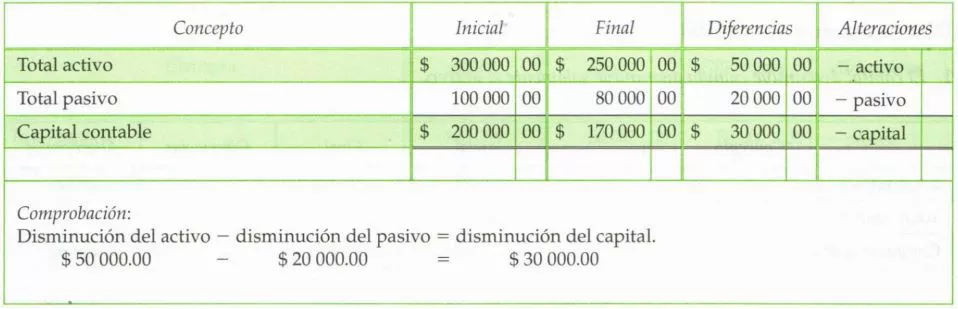 Concepto Inicial Final Diferencias Alteraciones
Total activo $ 300 000 00 $ 250 000 00 $ 50 000 00 − activo
Total pasivo 100 000 00 80 000 00 20 000 00 − pasivo
Capital contable $ 200 000 00 $ 170 000 00 $ 30 000 00 − capital
Comprobación:
Disminución del activo − disminución del pasivo = disminución del capital.
$ 50 000.00 − $ 20 000.00 = $ 30 000.00